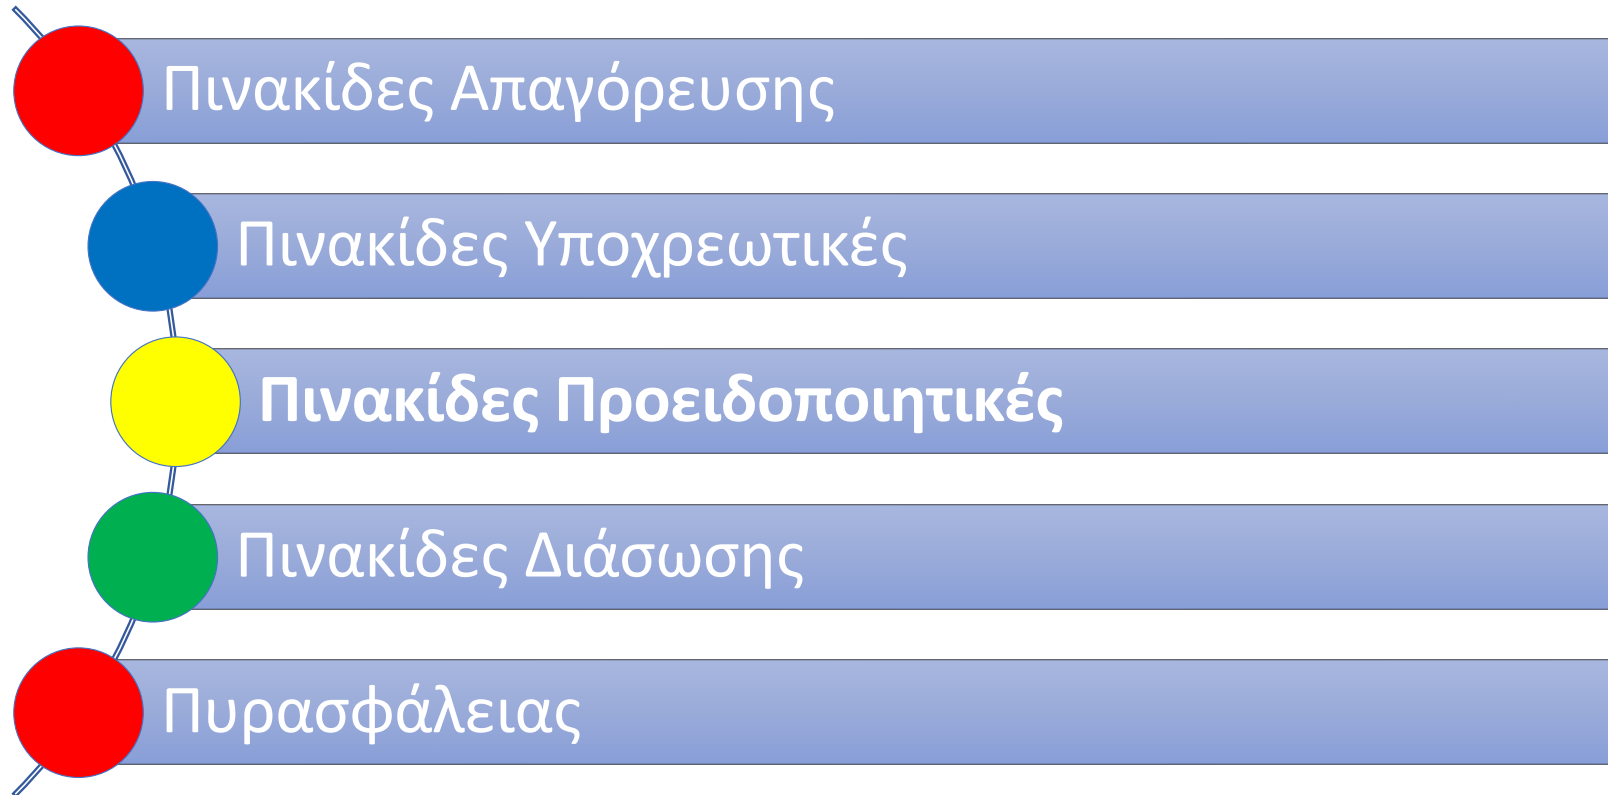 Πινακίδες Απαγόρευσης
Πινακίδες Υποχρεωτικές
Πινακίδες Προειδοποιητικές
Πινακίδες Διάσωσης
Πυρασφάλειας